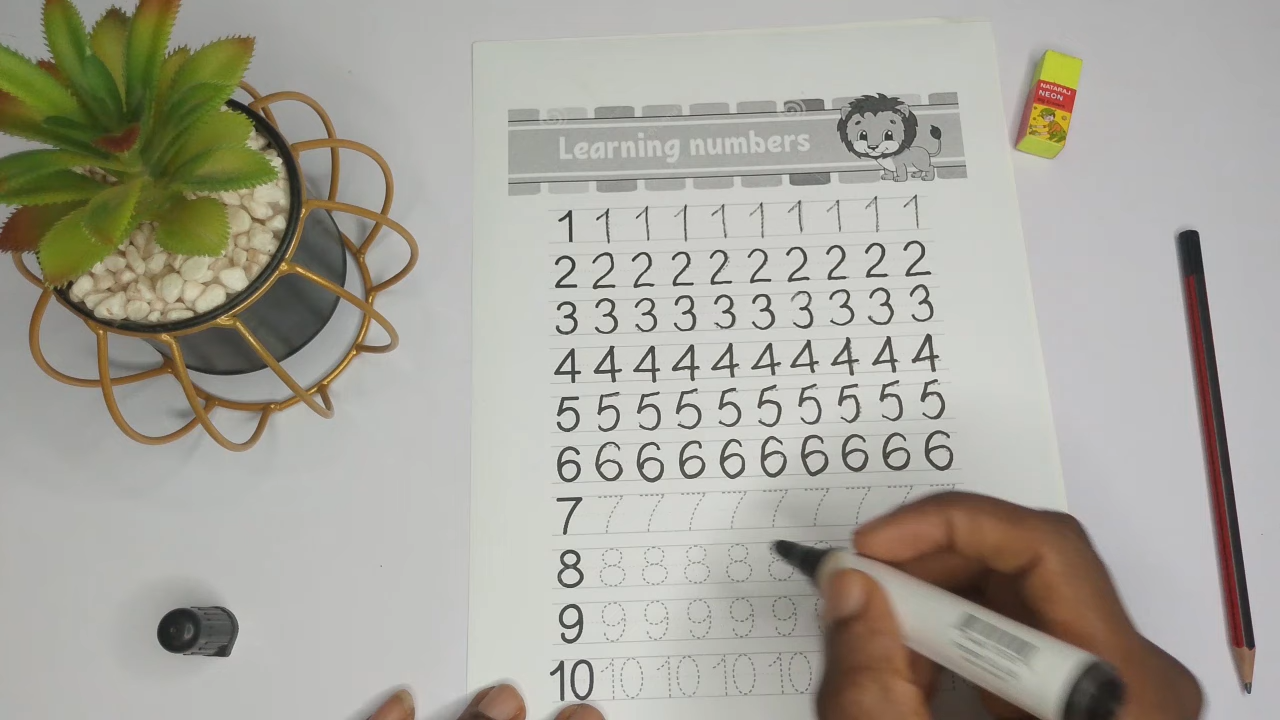 Learning numbers
NATARAJ
NEON
1 1 1 1 1 1 1 1 1 1
2 2 2 2 2 2 2 2 2 2
3 3 3 3 3 3 3 3 3 3
4 4 4 4 4 4 4 4 4 4
5 5 5 5 5 5 5 5 5 5
6 6 6 6 6 6 6 6 6 6
7 7 7 7 7 7 7 7 7
8 8 8 8 8 8
9 9 9 9 9 9
10 10 10 10 10